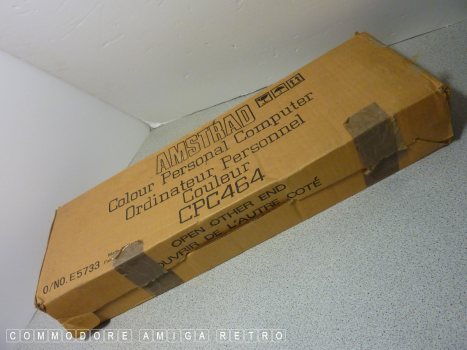 AMSTRAD
Colour Personal Computer
Ordinateur Personnel
Couleur
CPC464
OPEN OTHER END
OUVRIR DE L'AUTRE COTÉ
O/NO. E5733
COMMODORE AMIGA RETRO